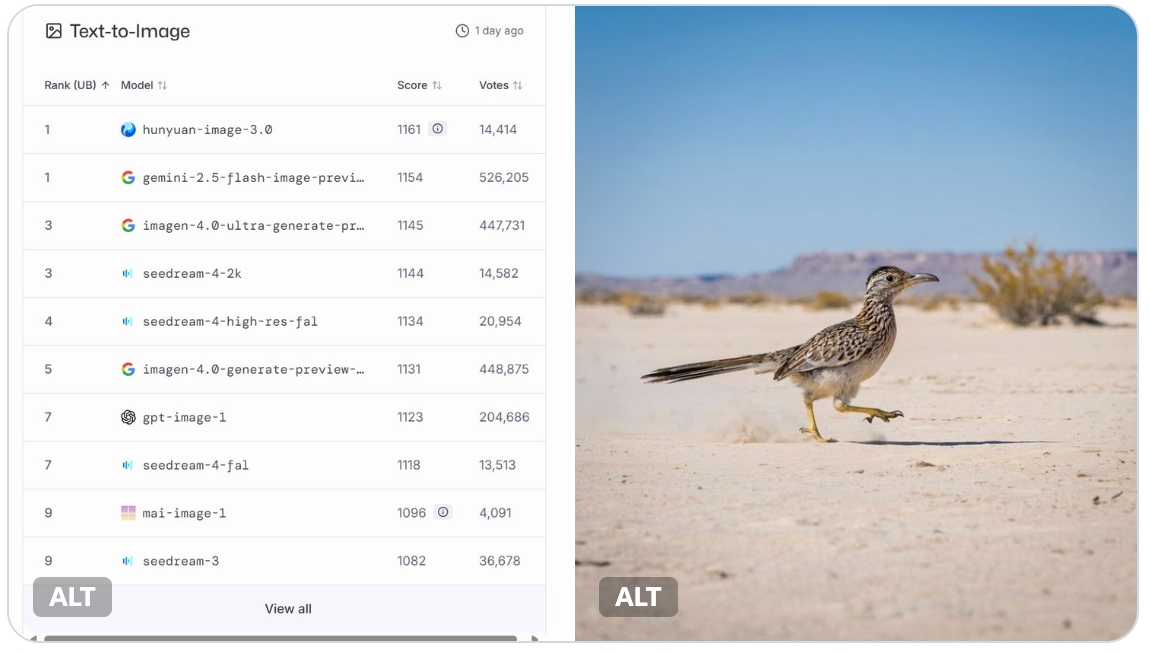 Text-to-Image 1 day ago
Rank (UB) Model Score Votes
1 hunyuan-image-3.0 1161 14,414
1 gemini-2.5-flash-image-previ… 1154 526,205
3 imagen-4.0-ultra-generate-pr… 1145 447,731
3 seedream-4-2k 1144 14,582
4 seedream-4-high-res-fal 1134 20,954
5 imagen-4.0-generate-preview-… 1131 448,875
7 gpt-image-1 1123 204,686
7 seedream-4-fal 1118 13,513
9 mai-image-1 1096 4,091
9 seedream-3 1082 36,678
View all
ALT
ALT